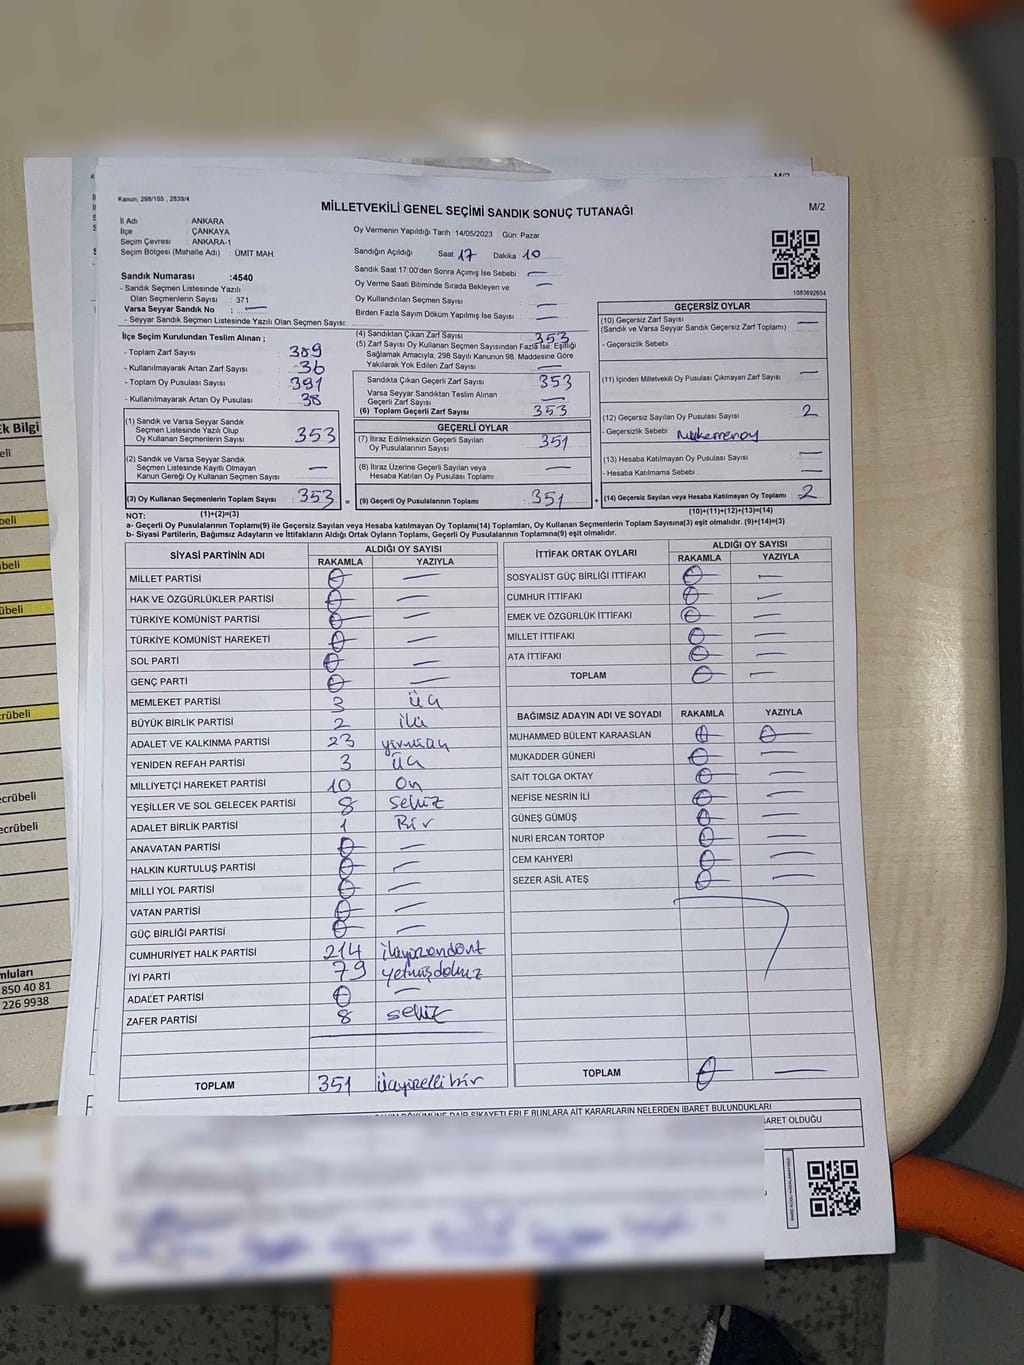 Kanun; 298/105 , 2839/4
MİLLETVEKİLİ GENEL SEÇİMİ SANDIK SONUÇ TUTANAĞI
M/2
İl Adı : ANKARA
İlçe : ÇANKAYA
Seçim Çevresi : ANKARA-1
Seçim Bölgesi (Mahalle Adı) : ÜMİT MAH.
Oy Vermenin Yapıldığı Tarih :14/05/2023 Gün: Pazar
Sandığın Açıldığı Saat 17 Dakika 10
Sandık Saat 17:00'den Sonra Açımış İse Sebebi : —
Oy Verme Saati Bitiminde Sırada Bekleyen ve
Oy Kullandırılan Seçmen Sayısı : —
Birden Fazla Sayım Döküm Yapılmış İse Sayısı : —
1083692654
Sandık Numarası :4540
- Sandık Seçmen Listesinde Yazılı
Olan Seçmenlerin Sayısı : 371
Varsa Seyyar Sandık No : —
- Seyyar Sandık Seçmen Listesinde Yazılı Olan Seçmen Sayısı:
İlçe Seçim Kurulundan Teslim Alınan ;
- Toplam Zarf Sayısı : 389
- Kullanılmayarak Artan Zarf Sayısı : 36
- Toplam Oy Pusulası Sayısı : 391
- Kullanılmayarak Artan Oy Pusulası : 38
(4) Sandıktan Çıkan Zarf Sayısı : 353
(5) Zarf Sayısı Oy Kullanan Seçmen Sayısından Fazla İse, Eşitliği
Sağlamak Amacıyla, 298 Sayılı Kanunun 98. Maddesine Göre
Yakılarak Yok Edilen Zarf Sayısı : —
Sandıkta Çıkan Geçerli Zarf Sayısı : 353
Varsa Seyyar Sandıktan Teslim Alınan
Geçerli Zarf Sayısı : —
(6) Toplam Geçerli Zarf Sayısı : 353
GEÇERSİZ OYLAR
(10) Geçersiz Zarf Sayısı : —
(Sandık ve Varsa Seyyar Sandık Geçersiz Zarf Toplamı)
- Geçersizlik Sebebi
(11) İçinden Milletvekili Oy Pusulası Çıkmayan Zarf Sayısı : —
(12) Geçersiz Sayılan Oy Pusulası Sayısı : 2
- Geçersizlik Sebebi : Mükerrer oy
(13) Hesaba Katılmayan Oy Pusulası Sayısı : —
- Hesaba Katılmama Sebebi : —
(14) Geçersiz Sayılan veya Hesaba Katılmayan Oy Toplamı : 2
(10)+(11)+(12)+(13)=(14)
(1) Sandık ve Varsa Seyyar Sandık
Seçmen Listesinde Yazılı Olup
Oy Kullanan Seçmenlerin Sayısı : 353
(2) Sandık ve Varsa Seyyar Sandık
Seçmen Listesinde Kayıtlı Olmayan
Kanun Gereği Oy Kullanan Seçmen Sayısı : —
(3) Oy Kullanan Seçmenlerin Toplam Sayısı : 353
(1)+(2)=(3)
GEÇERLİ OYLAR
(7) İtiraz Edilmeksizin Geçerli Sayılan
Oy Pusulasının Sayısı : 351
(8) İtiraz Üzerine Geçerli Sayılan veya
Hesaba Katılan Oy Pusulası Toplamı : —
(9) Geçerli Oy Pusulalarının Toplamı : 351
NOT:
a- Geçerli Oy Pusulalarının Toplamı(9) ile Geçersiz Sayılan veya Hesaba katılmayan Oy Toplamı(14) Toplamları, Oy Kullanan Seçmenlerin Toplam Sayısına(3) eşit olmalıdır. (9)+(14)=(3)
b- Siyasi Partilerin, Bağımsız Adayların ve İttifakların Aldığı Ortak Oyların Toplamı, Geçerli Oy Pusulalarının Toplamına(9) eşit olmalıdır.
SİYASİ PARTİNİN ADI ALDIĞI OY SAYISI
RAKAMLA YAZIYLA
MİLLET PARTİSİ 0 —
HAK VE ÖZGÜRLÜKLER PARTİSİ 0 —
TÜRKİYE KOMÜNİST PARTİSİ 0 —
TÜRKİYE KOMÜNİST HAREKETİ 0 —
SOL PARTİ 0 —
GENÇ PARTİ 0 —
MEMLEKET PARTİSİ 3 üç
BÜYÜK BİRLİK PARTİSİ 2 iki
ADALET VE KALKINMA PARTİSİ 23 yirmiüç
YENİDEN REFAH PARTİSİ 3 üç
MİLLİYETÇİ HAREKET PARTİSİ 10 On
YEŞİLLER VE SOL GELECEK PARTİSİ 8 sekiz
ADALET BİRLİK PARTİSİ 1 Bir
ANAVATAN PARTİSİ 0 —
HALKIN KURTULUŞ PARTİSİ 0 —
MİLLİ YOL PARTİSİ 0 —
VATAN PARTİSİ 0 —
GÜÇ BİRLİĞİ PARTİSİ 0 —
CUMHURİYET HALK PARTİSİ 214 ikiyüzondört
İYİ PARTİ 79 yetmişdokuz
ADALET PARTİSİ 0 —
ZAFER PARTİSİ 8 sekiz
TOPLAM 351 üçyüzellibir
İTTİFAK ORTAK OYLARI ALDIĞI OY SAYISI
RAKAMLA YAZIYLA
SOSYALİST GÜÇ BİRLİĞİ İTTİFAKI 0 —
CUMHUR İTTİFAKI 0 —
EMEK VE ÖZGÜRLÜK İTTİFAKI 0 —
MİLLET İTTİFAKI 0 —
ATA İTTİFAKI 0 —
TOPLAM 0 —
BAĞIMSIZ ADAYIN ADI VE SOYADI RAKAMLA YAZIYLA
MUHAMMED BÜLENT KARAASLAN 0 0
MUKADDER GÜNERİ 0 —
SAİT TOLGA OKTAY 0 —
NEFİSE NESRİN İLİ 0 —
GÜNEŞ GÜMÜŞ 0 —
NURİ ERCAN TORTOP 0 —
CEM KAHYERİ 0 —
SEZER ASİL ATEŞ 0 —
TOPLAM 0 —
DÖKÜMÜNE DAİR ŞİKAYETLERLE BUNLARA AİT KARARLARIN NELERDEN İBARET BULUNDUKLARI
BARET OLDUĞU
Ek Bilgi
eli
beli
beli
übeli
crübeli
ecrübeli
ecrübeli
mluları
850 40 81
226 9938